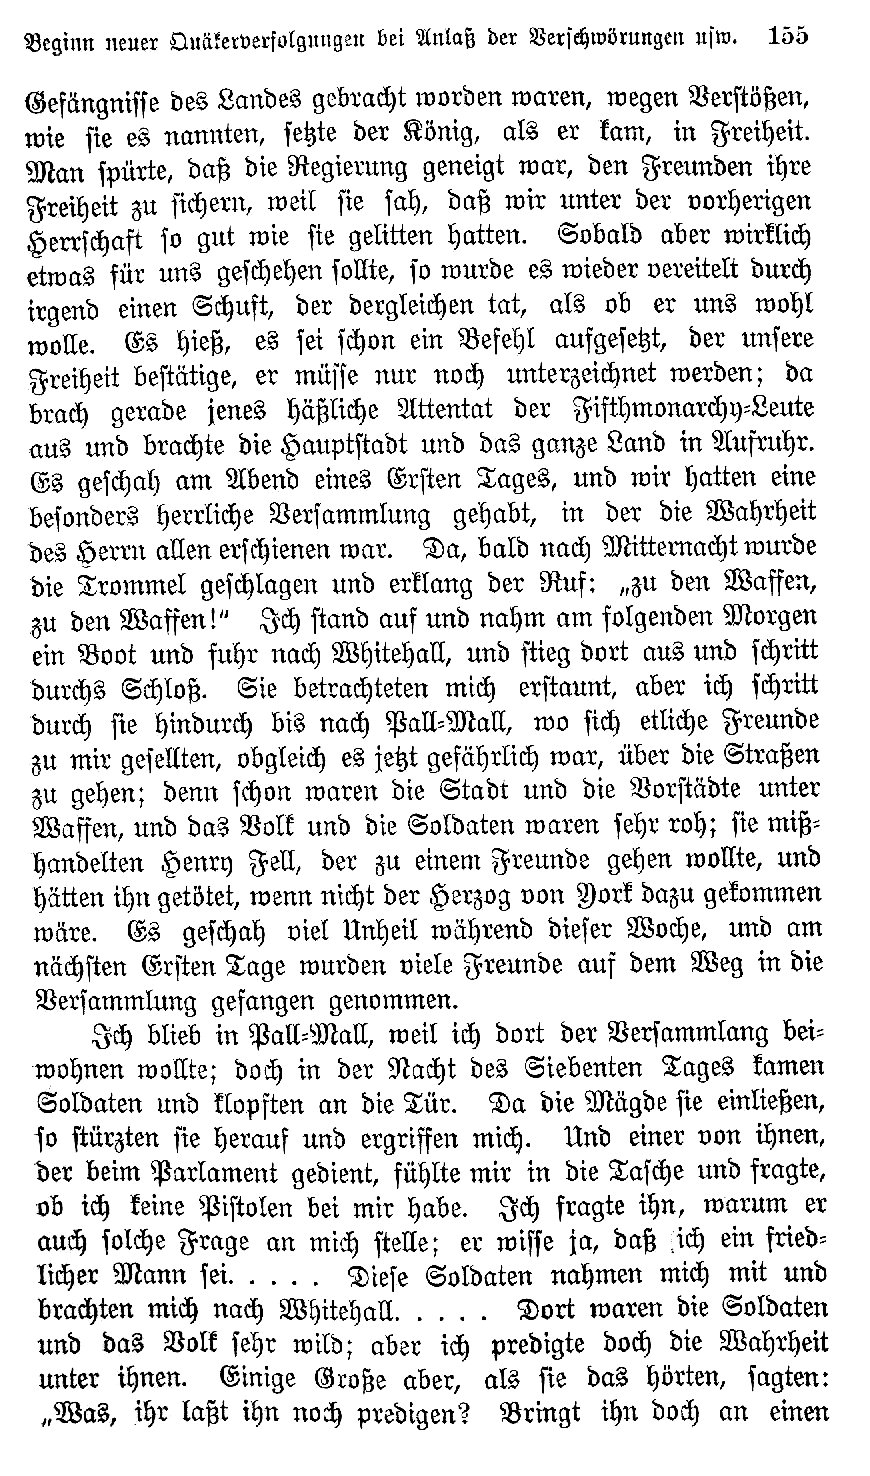 Beginn neuer Quäkerverfolgungen bei Anlaß der Verschwörungen usw. 155
Gefängnisse des Landes gebracht worden waren, wegen Verstößen,
wie sie es nannten, setzte der König, als er kam, in Freiheit.
Man spürte, daß die Regierung geneigt war, den Freunden ihre
Freiheit zu sichern, weil sie sah, daß wir unter der vorherigen
Herrschaft so gut wie sie gelitten hatten. Sobald aber wirklich
etwas für uns geschehen sollte, so wurde es wieder vereitelt durch
irgend einen Schuft, der dergleichen tat, als ob er uns wohl
wolle. Es hieß, es sei schon ein Befehl aufgesetzt, der unsere
Freiheit bestätige, er müsse nur noch unterzeichnet werden; da
brach gerade jenes häßliche Attentat der Fifthmonarchy-Leute
aus und brachte die Hauptstadt und das ganze Land in Aufruhr.
Es geschah am Abend eines Ersten Tages, und wir hatten eine
besonders herrliche Versammlung gehabt, in der die Wahrheit
des Herrn allen erschienen war. Da, bald nach Mitternacht wurde
die Trommel geschlagen und erklang der Ruf: „zu den Waffen,
zu den Waffen!“ Ich stand auf und nahm am folgenden Morgen
ein Boot und fuhr nach Whitehall, und stieg dort aus und schritt
durchs Schloß. Sie betrachteten mich erstaunt, aber ich schritt
durch sie hindurch bis nach Pall-Mall, wo sich etliche Freunde
zu mir gesellten, obgleich es jetzt gefährlich war, über die Straßen
zu gehen; denn schon waren die Stadt und die Vorstädte unter
Waffen, und das Volk und die Soldaten waren sehr roh; sie miß-
handelten Henry Fell, der zu einem Freunde gehen wollte, und
hätten ihn getötet, wenn nicht der Herzog von York dazu gekommen
wäre. Es geschah viel Unheil während dieser Woche, und am
nächsten Ersten Tage wurden viele Freunde auf dem Weg in die
Versammlung gefangen genommen.
Ich blieb in Pall-Mall, weil ich dort der Versammlang bei-
wohnen wollte; doch in der Nacht des Siebenten Tages kamen
Soldaten und klopften an die Tür. Da die Mägde sie einließen,
so stürzten sie herauf und ergriffen mich. Und einer von ihnen,
der beim Parlament gedient, fühlte mir in die Tasche und fragte,
ob ich keine Pistolen bei mir habe. Ich fragte ihn, warum er
auch solche Frage an mich stelle; er wisse ja, daß ich ein fried-
licher Mann sei. . . . . Diese Soldaten nahmen mich mit und
brachten mich nach Whitehall. . . . . Dort waren die Soldaten
und das Volk sehr wild; aber ich predigte doch die Wahrheit
unter ihnen. Einige Große aber, als sie das hörten, sagten:
„Was, ihr laßt ihn noch predigen? Bringt ihn doch an einen